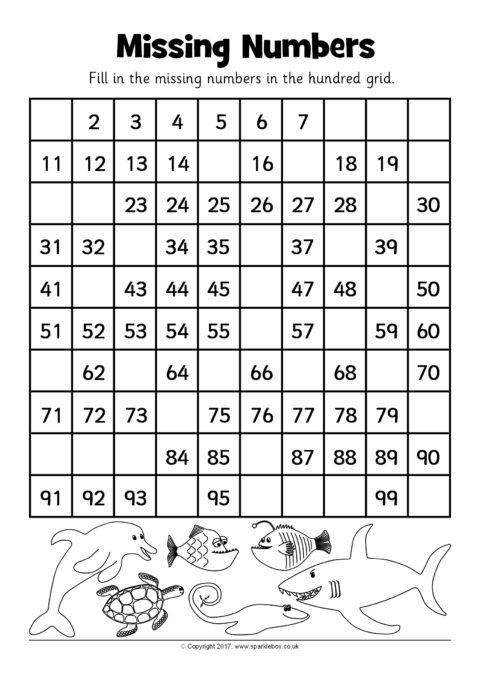 Missing Numbers
Fill in the missing numbers in the hundred grid.
2 3 4 5 6 7
11 12 13 14 16 18 19
23 24 25 26 27 28 30
31 32 34 35 37 39
41 43 44 45 47 48 50
51 52 53 54 55 57 59 60
62 64 66 68 70
71 72 73 75 76 77 78 79
84 85 87 88 89 90
91 92 93 95 99
© Copyright 2017, www.sparklebox.co.uk